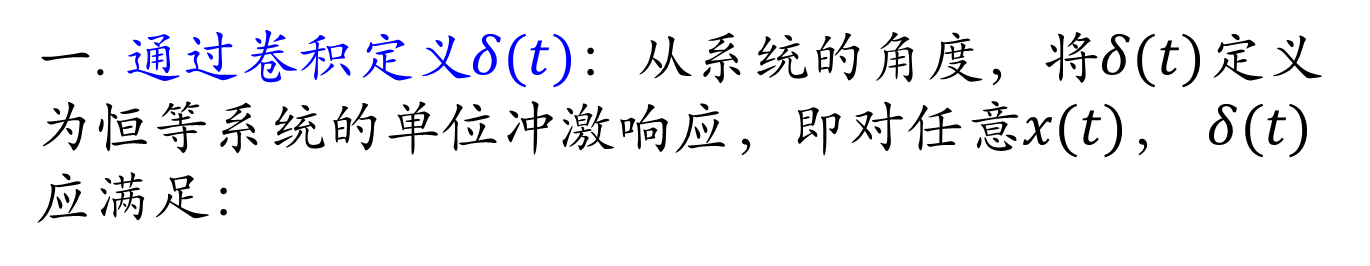 一. 通过卷积定义δ(t)：从系统的角度，将δ(t)定义
为恒等系统的单位冲激响应，即对任意x(t)， δ(t)
应满足：